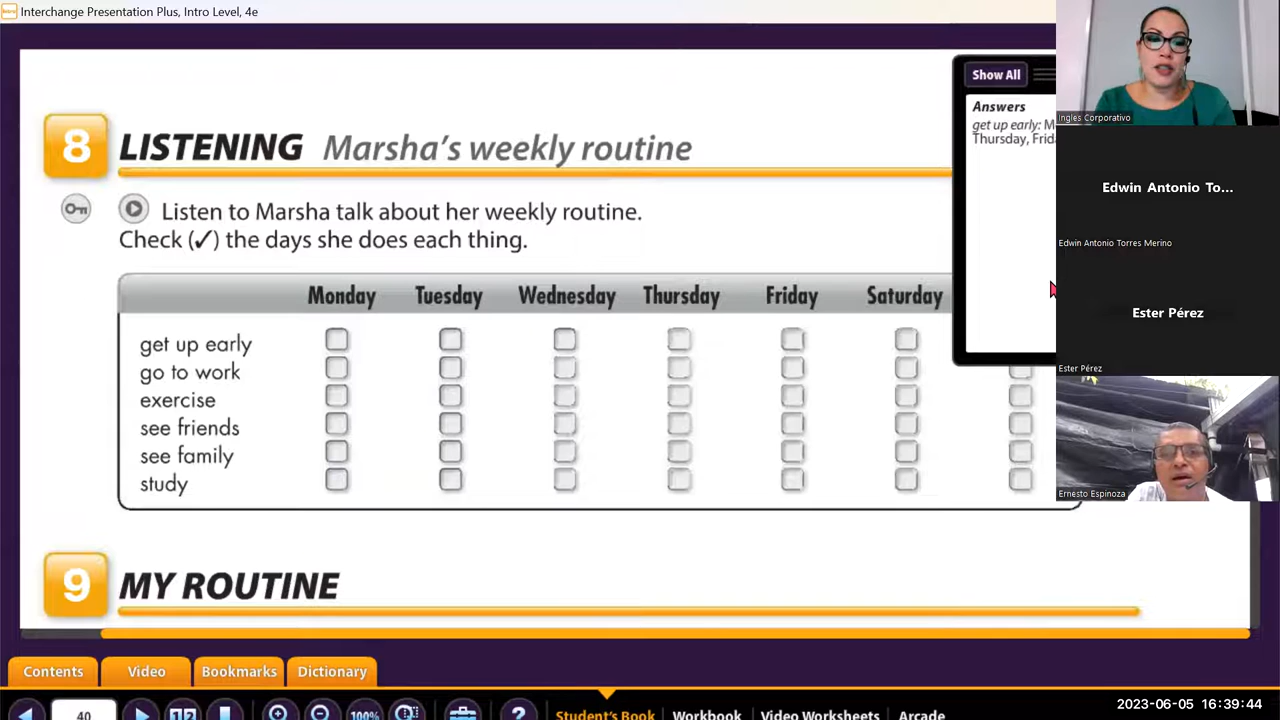 Interchange Presentation Plus, Intro Level, 4e
Show All
Answers
get up early: M
Thursday, Frid
8 LISTENING Marsha's weekly routine
Listen to Marsha talk about her weekly routine.
Check (✓) the days she does each thing.
Monday Tuesday Wednesday Thursday Friday Saturday
get up early
go to work
exercise
see friends
see family
study
9 MY ROUTINE
Ingles Corporativo
Edwin Antonio To...
Edwin Antonio Torres Merino
Ester Pérez
Ester Pérez
Ernesto Espinoza
Contents Video Bookmarks Dictionary
40 100% ? Student's Book Workbook Video Worksheets Arcade
2023-06-05 16:39:44